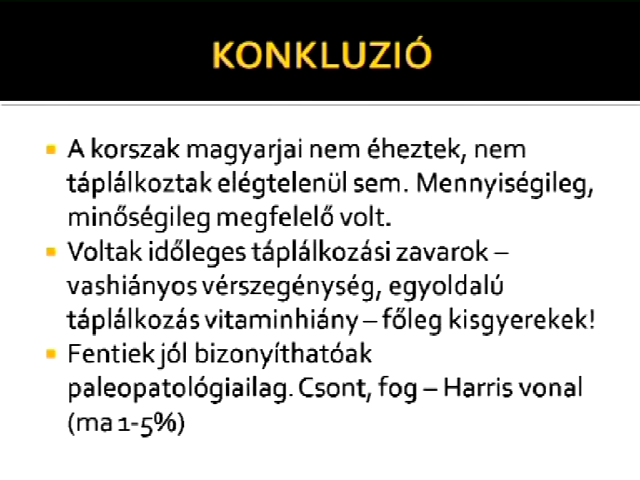 KONKLUZIÓ
A korszak magyarjai nem éheztek, nem
táplálkoztak elégtelenül sem. Mennyiségileg,
minőségileg megfelelő volt.
Voltak időleges táplálkozási zavarok –
vashiányos vérszegénység, egyoldalú
táplálkozás vitaminhiány – főleg kisgyerekek!
Fentiek jól bizonyíthatóak
paleopatológiailag. Csont, fog – Harris vonal
(ma 1-5%)